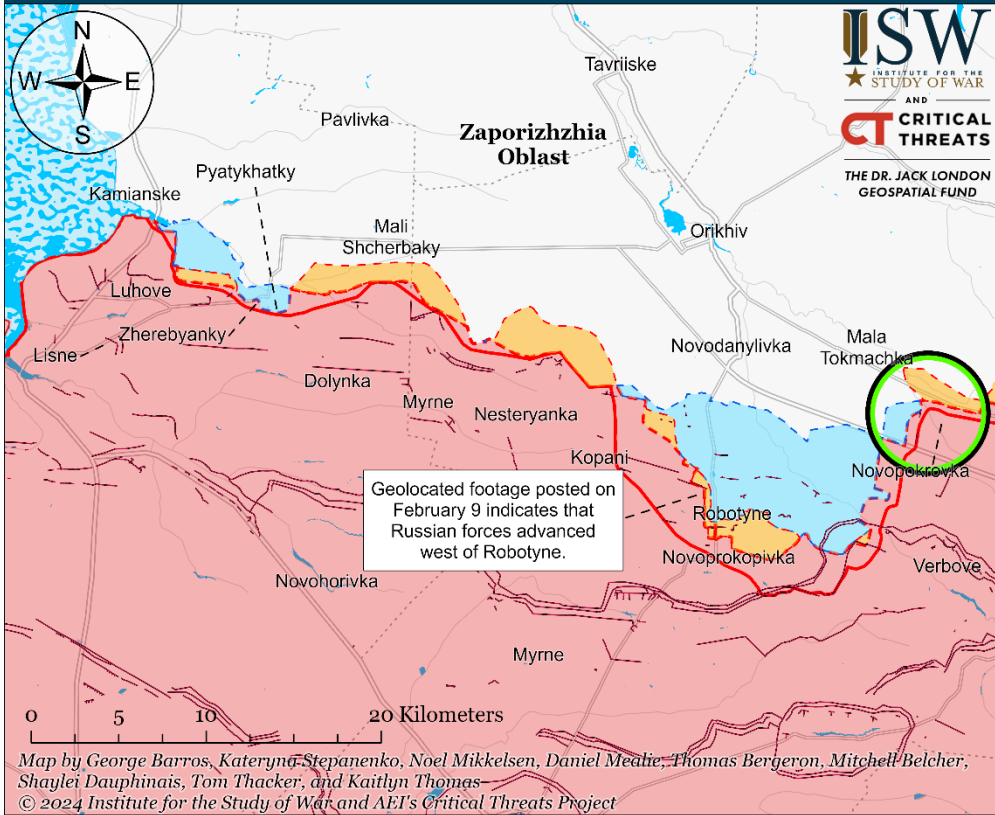 N
W E
S
ISW
INSTITUTE FOR THE
STUDY OF WAR
AND
CT CRITICAL
THREATS
THE DR. JACK LONDON
GEOSPATIAL FUND
Tavriiske
Pavlivka
Zaporizhzhia
Oblast
Pyatykhatky
Kamianske
Mali
Shcherbaky
Orikhiv
Luhove
Zherebyanky
Lisne
Novodanylivka
Mala
Tokmachka
Dolynka
Myrne
Nesteryanka
Kopani
Novopokrovka
Geolocated footage posted on
February 9 indicates that
Russian forces advanced
west of Robotyne.
Robotyne
Novoprokopivka
Verbove
Novohorivka
Myrne
0 5 10 20 Kilometers
Map by George Barros, Kateryna Stepanenko, Noel Mikkelsen, Daniel Mealie, Thomas Bergeron, Mitchell Belcher,
Shaylei Dauphinais, Tom Thacker, and Kaitlyn Thomas
© 2024 Institute for the Study of War and AEI's Critical Threats Project